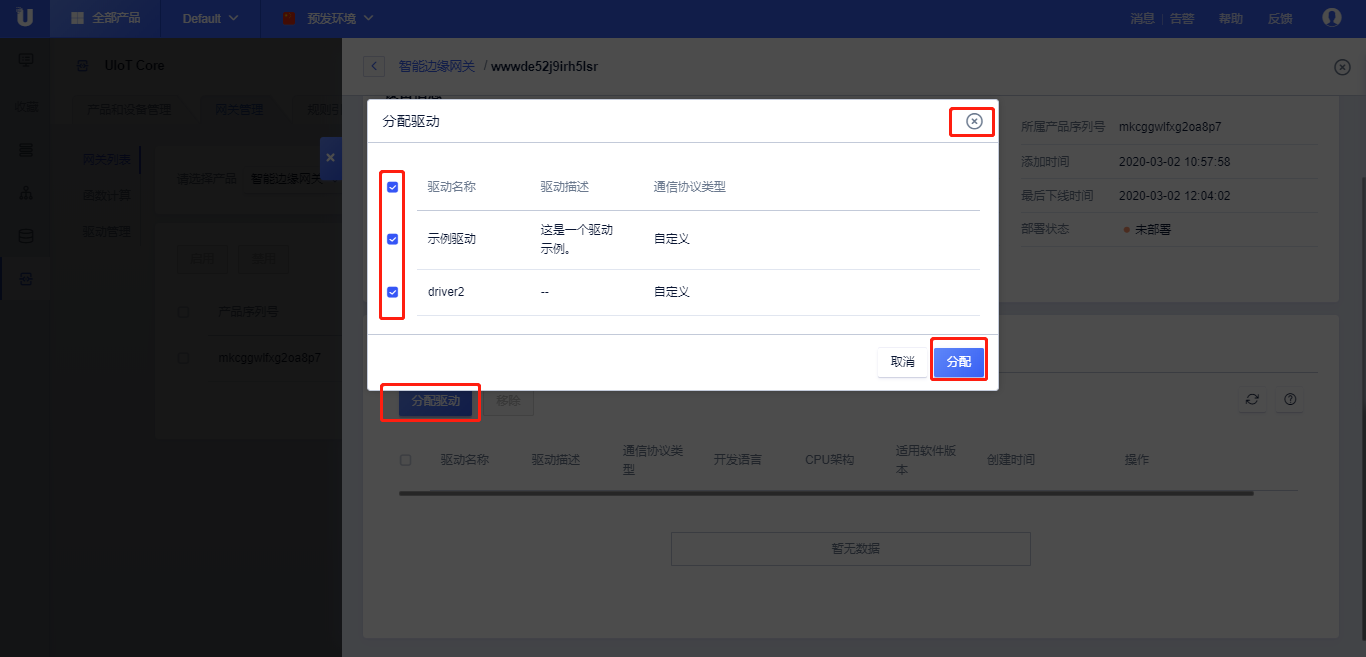 全部产品
Default
预发环境
消息
告警
帮助
反馈
UIoT Core
智能边缘网关 / wwwde52j9irh5lsr
产品和设备管理
网关管理
规则引
网关列表
函数计算
驱动管理
请选择产品
智能边缘网关
产品序列号
mkcggwlfxg2oa8p7
所属产品序列号
mkcggwlfxg2oa8p7
添加时间
2020-03-02 10:57:58
最后下线时间
2020-03-02 12:04:02
部署状态
未部署
分配驱动
驱动名称
驱动描述
通信协议类型
示例驱动
这是一个驱动
示例。
自定义
driver2
--
自定义
取消
分配
分配驱动
移除
驱动名称
驱动描述
通信协议类
型
开发语言
CPU架构
适用软件版
本
创建时间
操作
暂无数据